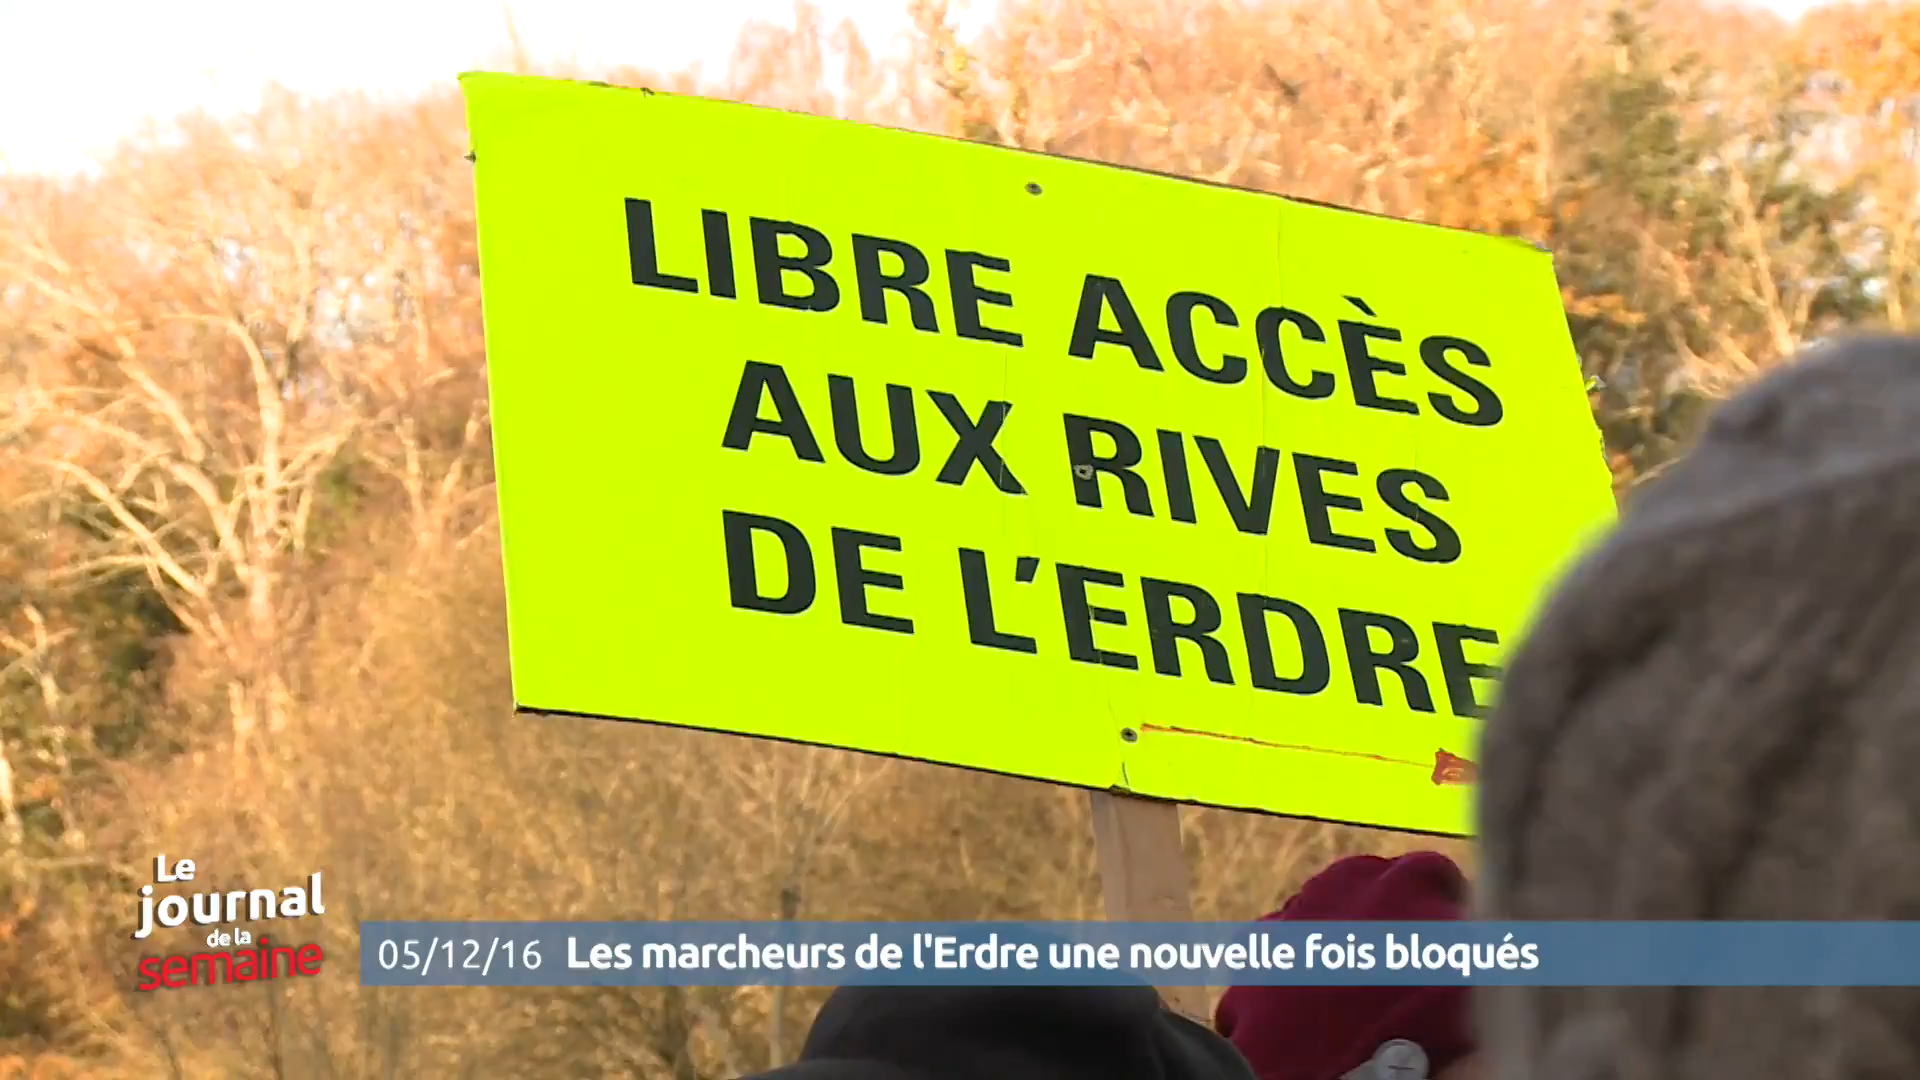 LIBRE ACCÈS
AUX RIVES
DE L'ERDRE
Le
journal
de la
semaine
05/12/16 Les marcheurs de l'Erdre une nouvelle fois bloqués